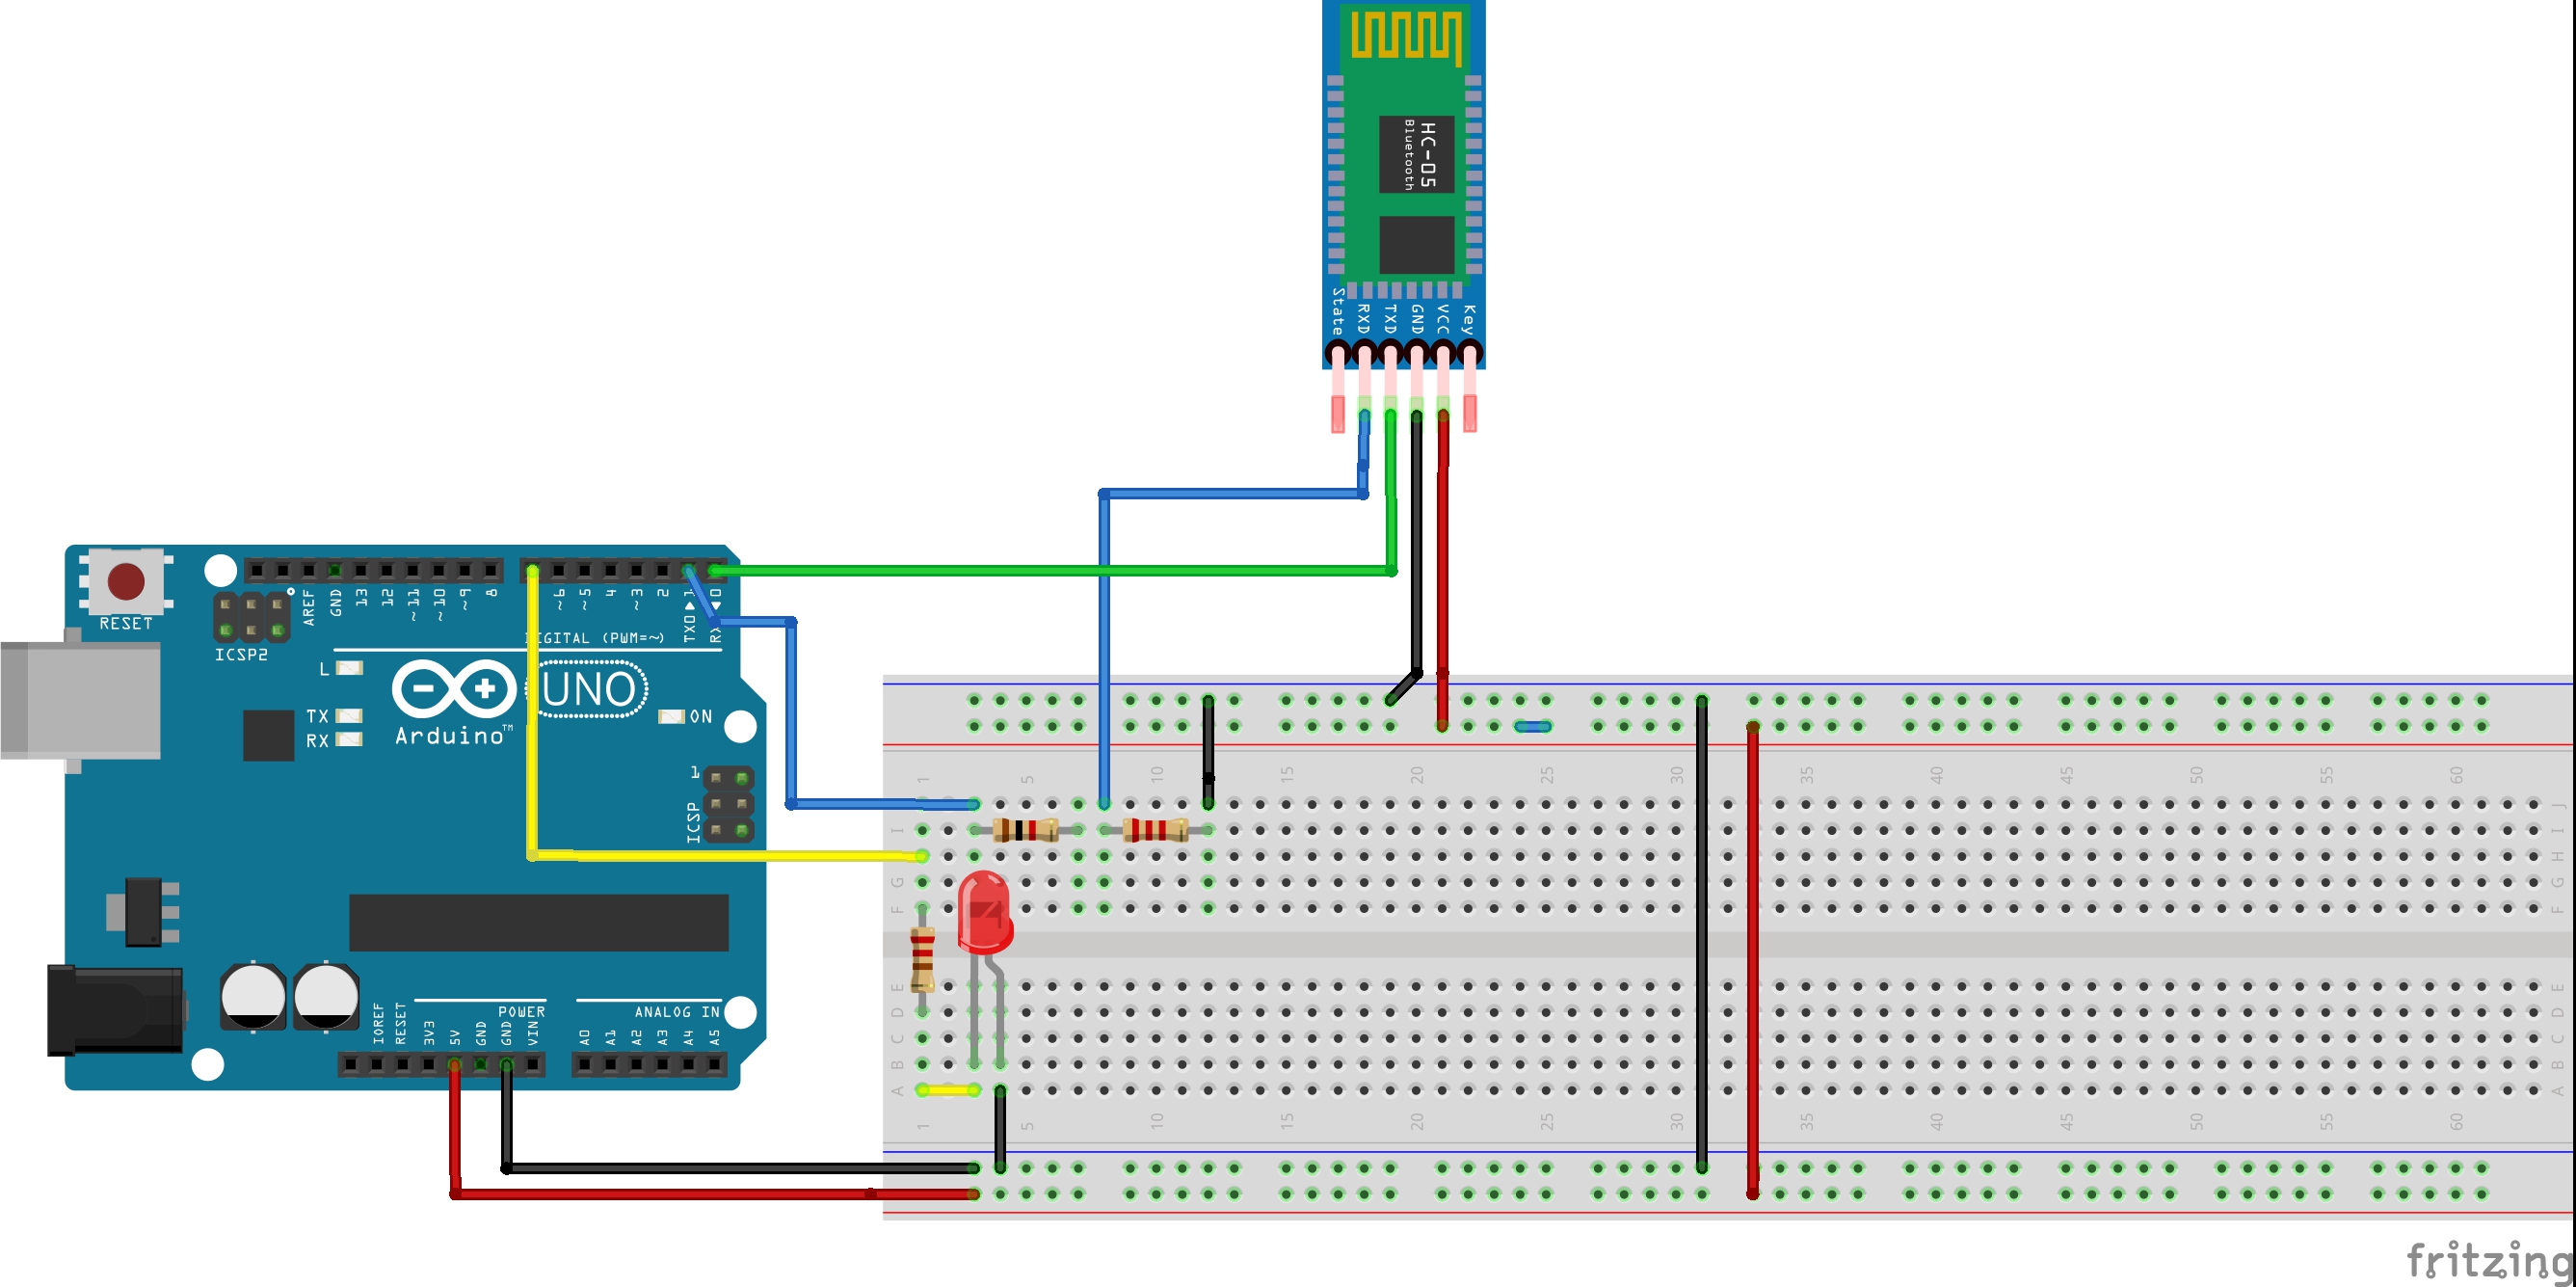 HC-05
Bluetooth
State
RXD
TXD
GND
VCC
Key
RESET
ICSP2
AREF
GND
13
12
~11
~10
~9
8
~6
~5
4
~3
2
TX0▶1
0
IGITAL (PWM=~)
L
TX
RX
UNO
Arduino™
ON
1
ICSP
IOREF
RESET
3V3
5V
GND
GND
VIN
POWER
A0
A1
A2
A3
A4
A5
ANALOG IN
1 5 10 15 20 25 30 35 40 45 50 55 60
J
I I
H
G G
F F
E E
D D
C C
B B
A A
1 5 10 15 20 25 30 35 40 45 50 55 60
fritzing